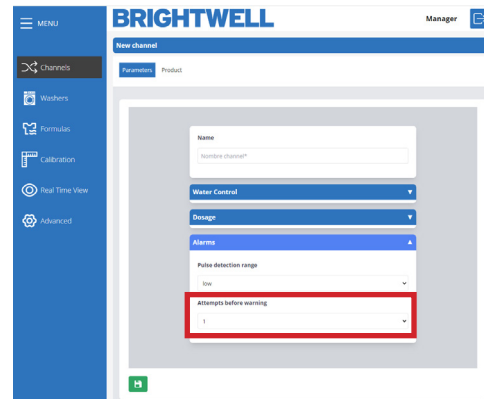 MENU
BRIGHTWELL
Manager
New channel
Channels
Parameters Product
Washers
Formulas
Calibration
Real Time View
Advanced
Name
Nombre channel*
Water Control
Dosage
Alarms
Pulse detection range
low
Attempts before warning
1